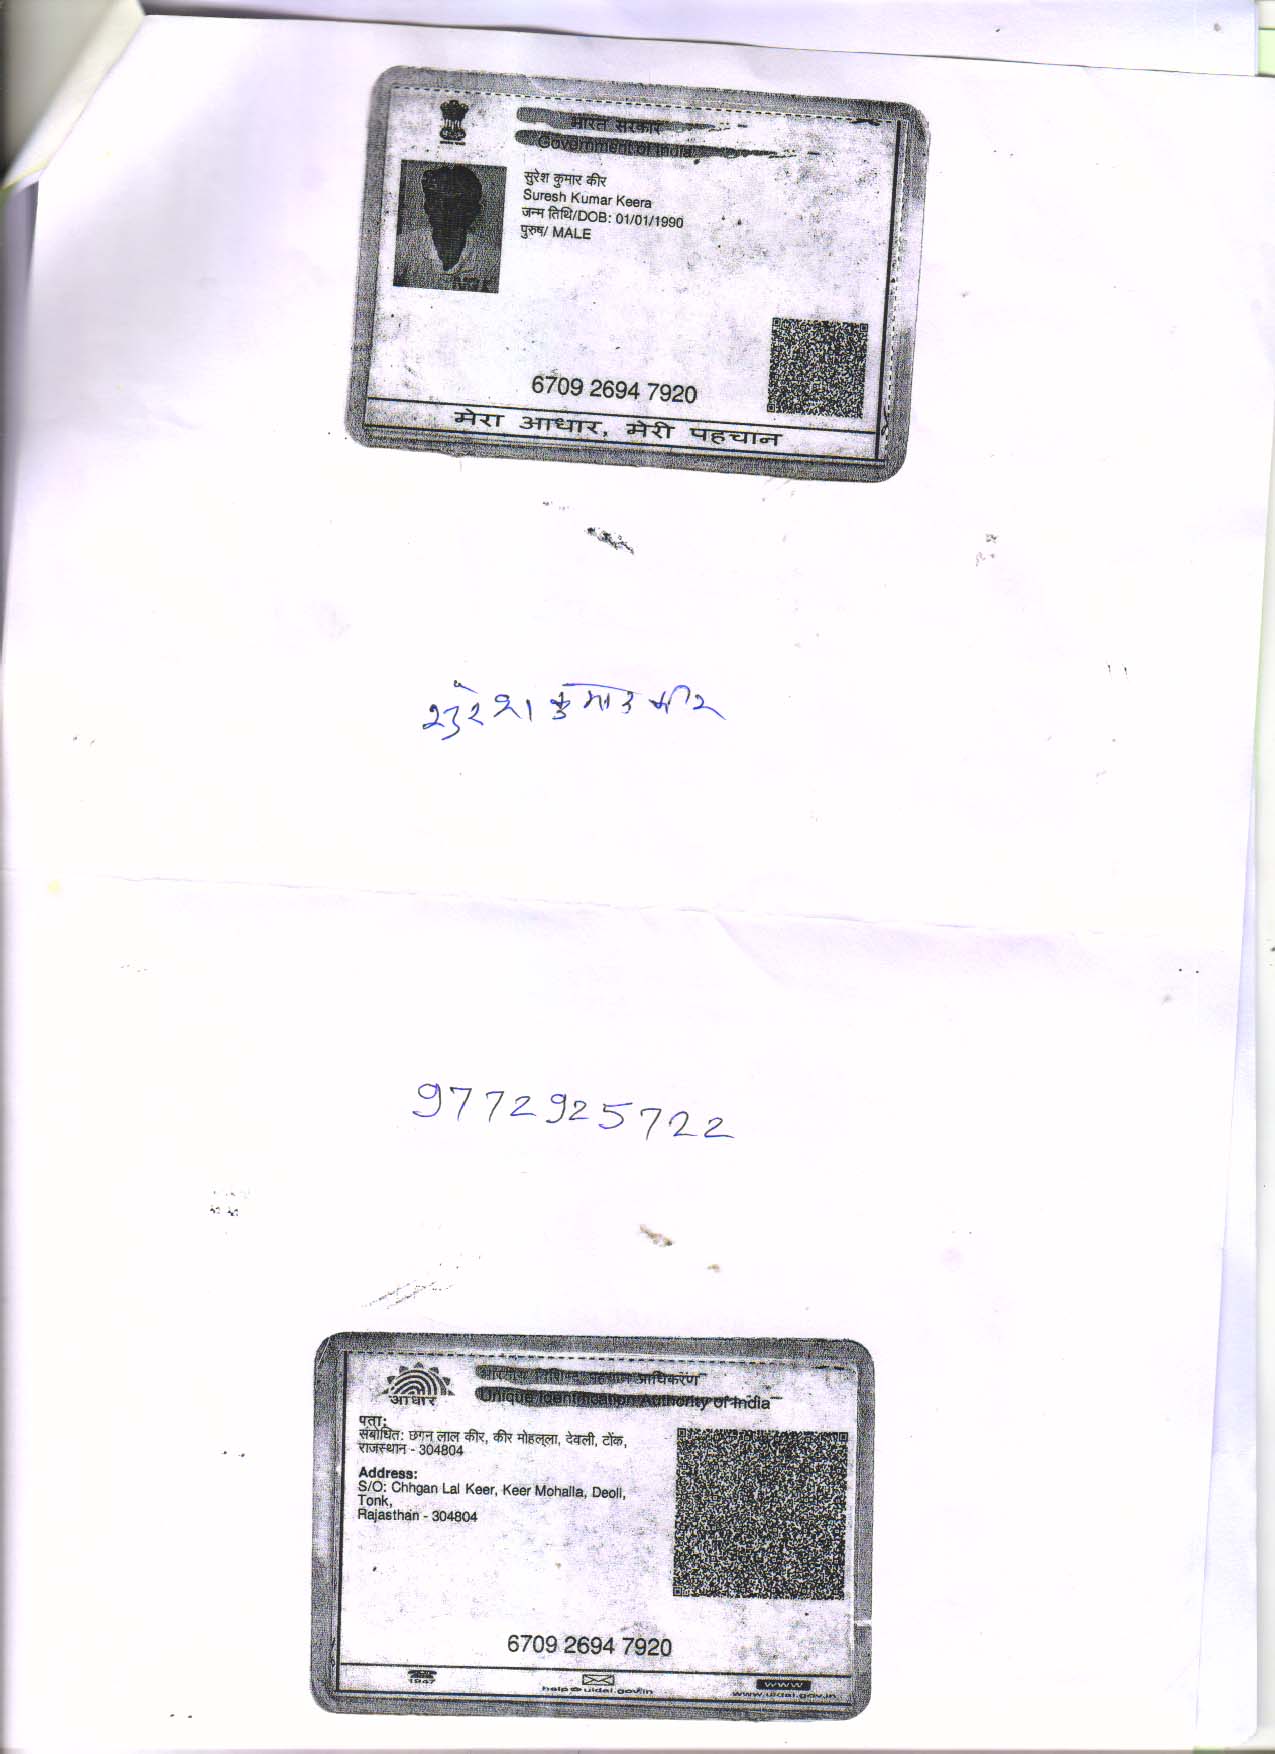 भारत सरकार
Government of India
सुरेश कुमार कीर
Suresh Kumar Keera
जन्म तिथि/DOB: 01/01/1990
पुरुष/ MALE
6709 2694 7920
मेरा आधार, मेरी पहचान
सुरेश कुमार कीर
9772925722
प्राधिकरण
आधार
Unique Identification Authority of India
पता:
संबोधित: छगन लाल कीर, कीर मोहल्ला, देवली, टोंक,
राजस्थान - 304804
Address:
S/O: Chhgan Lal Keer, Keer Mohalla, Deoli,
Tonk,
Rajasthan - 304804
6709 2694 7920
1947
help@uidai.gov.in
WWW
www.uidai.gov.in